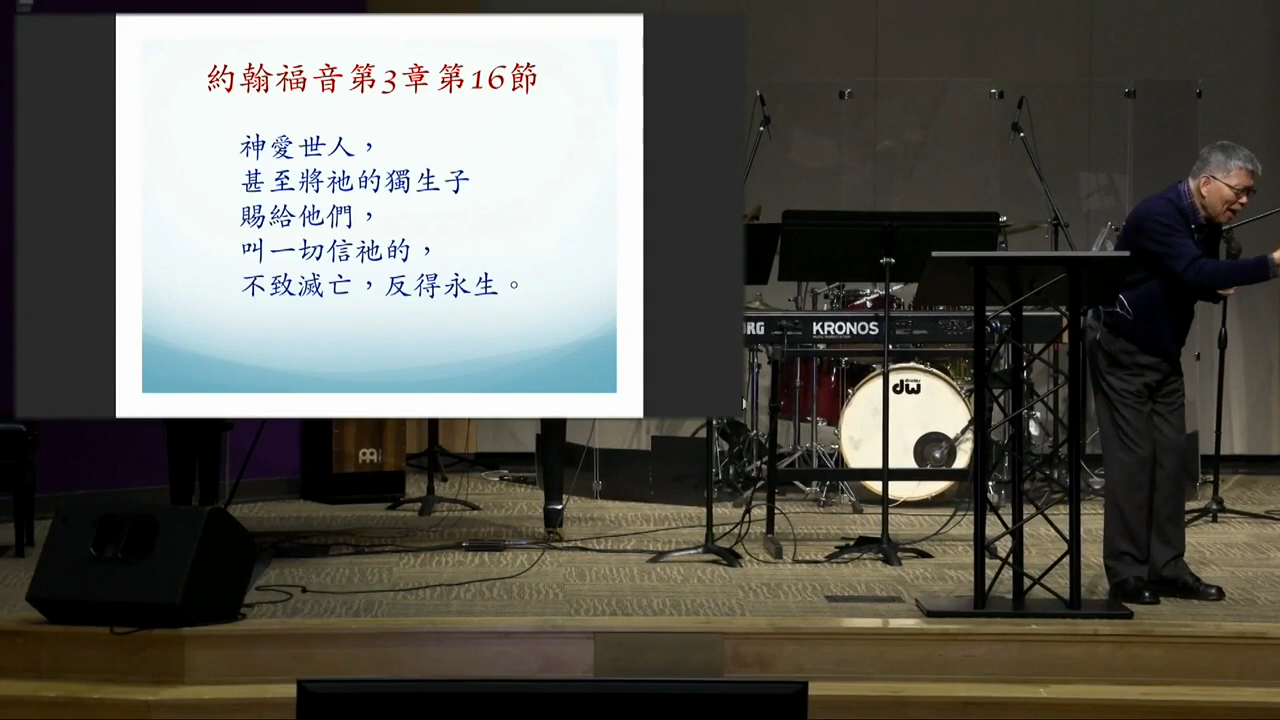 約翰福音第3章第16節
神愛世人，
甚至將祂的獨生子
賜給他們，
叫一切信祂的，
不致滅亡，反得永生。
ORG
KRONOS
dw